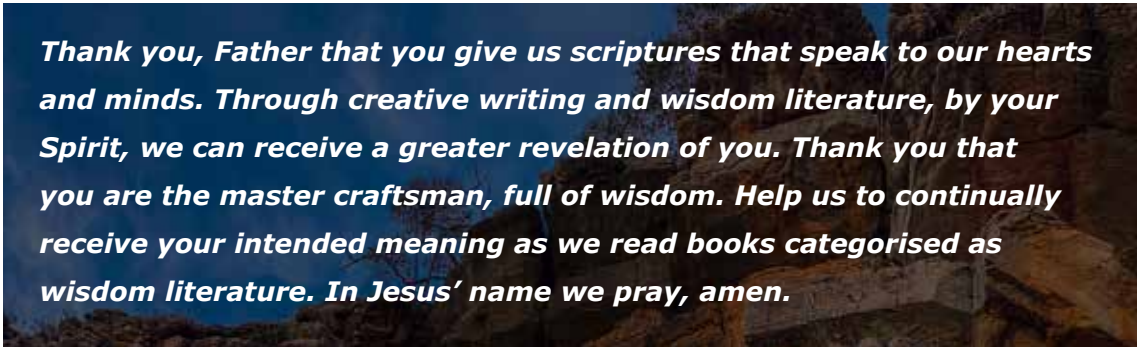 Thank you, Father that you give us scriptures that speak to our hearts
and minds. Through creative writing and wisdom literature, by your
Spirit, we can receive a greater revelation of you. Thank you that
you are the master craftsman, full of wisdom. Help us to continually
receive your intended meaning as we read books categorised as
wisdom literature. In Jesus’ name we pray, amen.